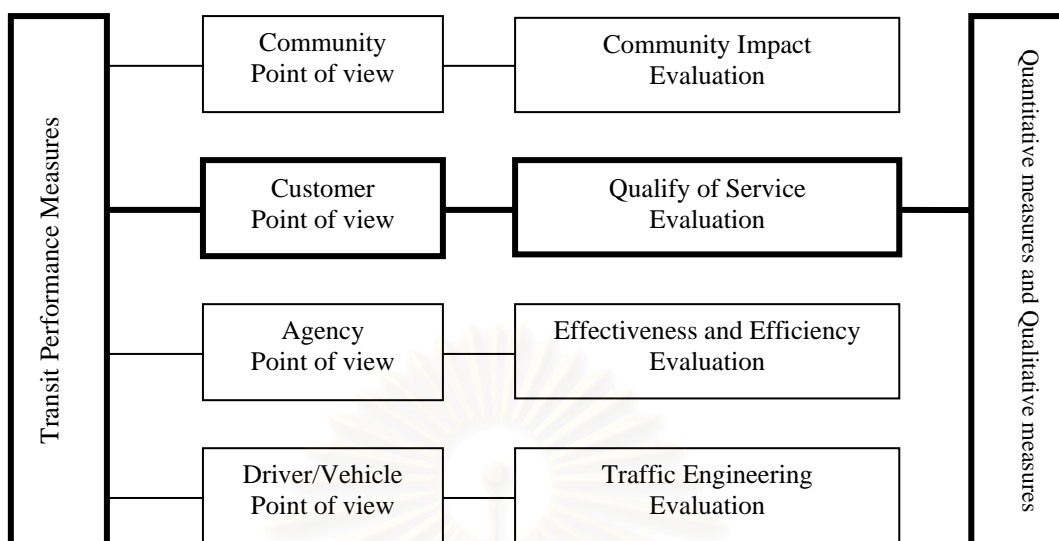 Transit Performance Measures
Community
Point of view
Community Impact
Evaluation
Customer
Point of view
Qualify of Service
Evaluation
Agency
Point of view
Effectiveness and Efficiency
Evaluation
Driver/Vehicle
Point of view
Traffic Engineering
Evaluation
Quantitative measures and Qualitative measures